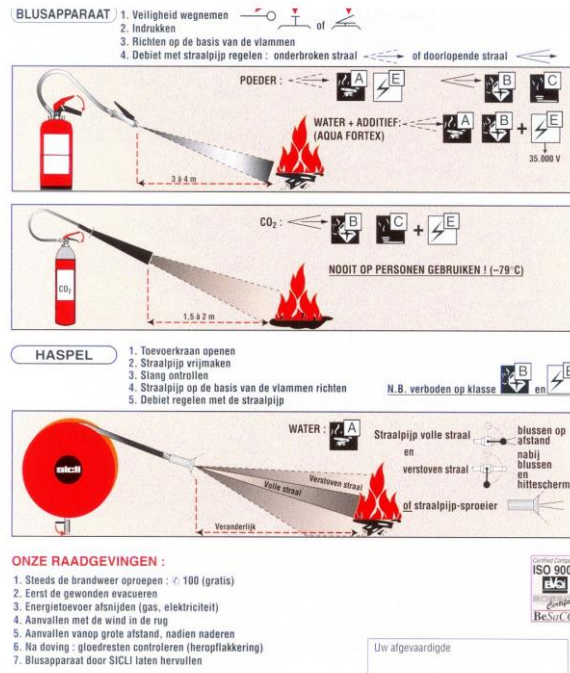 BLUSAPPARAAT
1. Veiligheid wegnemen
2. Indrukken of
3. Richten op de basis van de vlammen
4. Debiet met straalpijp regelen : onderbroken straal of doorlopende straal
POEDER : A E B C
WATER + ADDITIEF: A B + E
(AQUA FORTEX)
35.000 V
3 à 4 m
CO₂ : B C + E
NOOIT OP PERSONEN GEBRUIKEN ! (–79°C)
CO₂
1,5 à 2 m
HASPEL
1. Toevoerkraan openen
2. Straalpijp vrijmaken
3. Slang ontrollen
4. Straalpijp op de basis van de vlammen richten
5. Debiet regelen met de straalpijp
N.B. verboden op klasse B en E
WATER : A
Straalpijp volle straal
blussen op
afstand
en
verstoven straal
nabij
blussen
en
hittescherm
of straalpijp-sproeier
sicli
Verstoven straal
Volle straal
Veranderlijk
ONZE RAADGEVINGEN :
1. Steeds de brandweer oproepen : ✆ 100 (gratis)
2. Eerst de gewonden evacueren
3. Energietoevoer afsnijden (gas, elektriciteit)
4. Aanvallen met de wind in de rug
5. Aanvallen vanop grote afstand, nadien naderen
6. Na doving : gloedresten controleren (heropflakkering)
7. Blusapparaat door SICLI laten hervullen
ISO 900
BeSaCC
Uw afgevaardigde